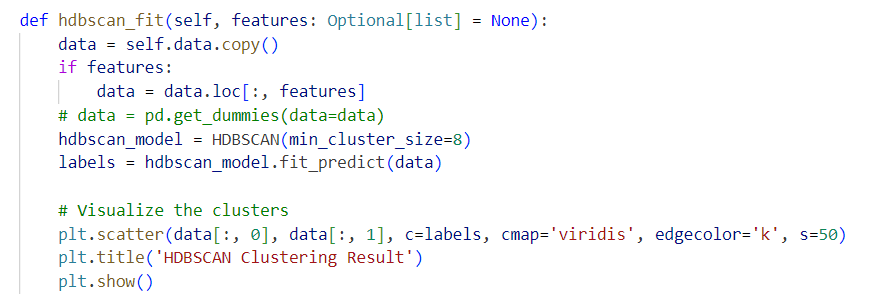 def hdbscan_fit(self, features: Optional[list] = None):
    data = self.data.copy()
    if features:
        data = data.loc[:, features]
    # data = pd.get_dummies(data=data)
    hdbscan_model = HDBSCAN(min_cluster_size=8)
    labels = hdbscan_model.fit_predict(data)

    # Visualize the clusters
    plt.scatter(data[:, 0], data[:, 1], c=labels, cmap='viridis', edgecolor='k', s=50)
    plt.title('HDBSCAN Clustering Result')
    plt.show()